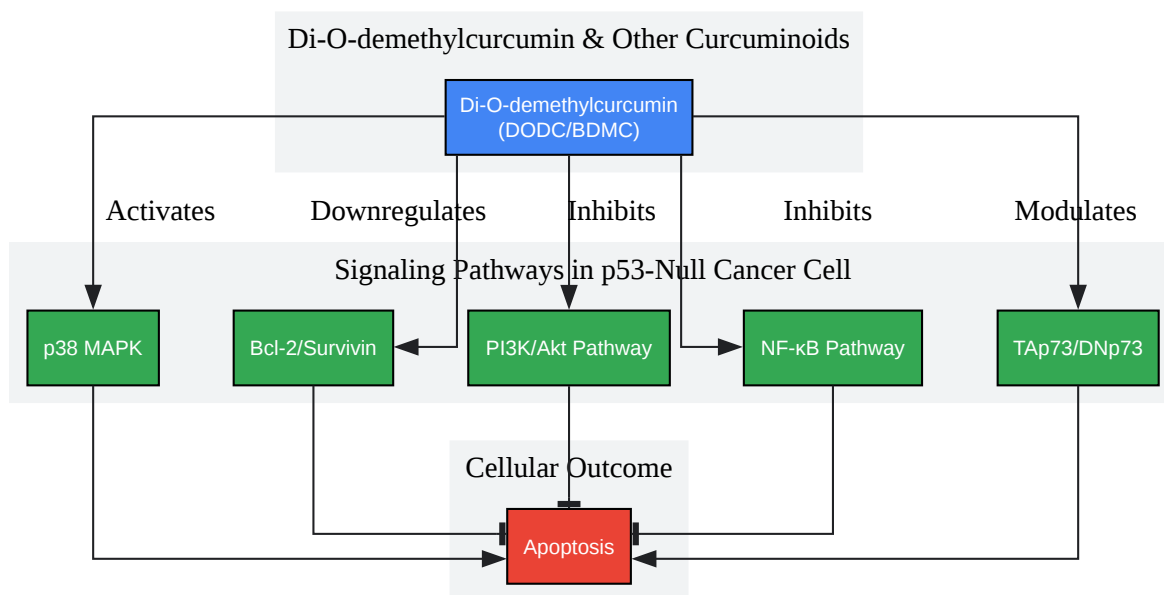 Di-O-demethylcurcumin & Other Curcuminoids
Di-O-demethylcurcumin
(DODC/BDMC)
Activates
Downregulates
Inhibits
Inhibits
Modulates
Signaling Pathways in p53-Null Cancer Cell
p38 MAPK
Bcl-2/Survivin
PI3K/Akt Pathway
NF-κB Pathway
TAp73/DNp73
Cellular Outcome
Apoptosis